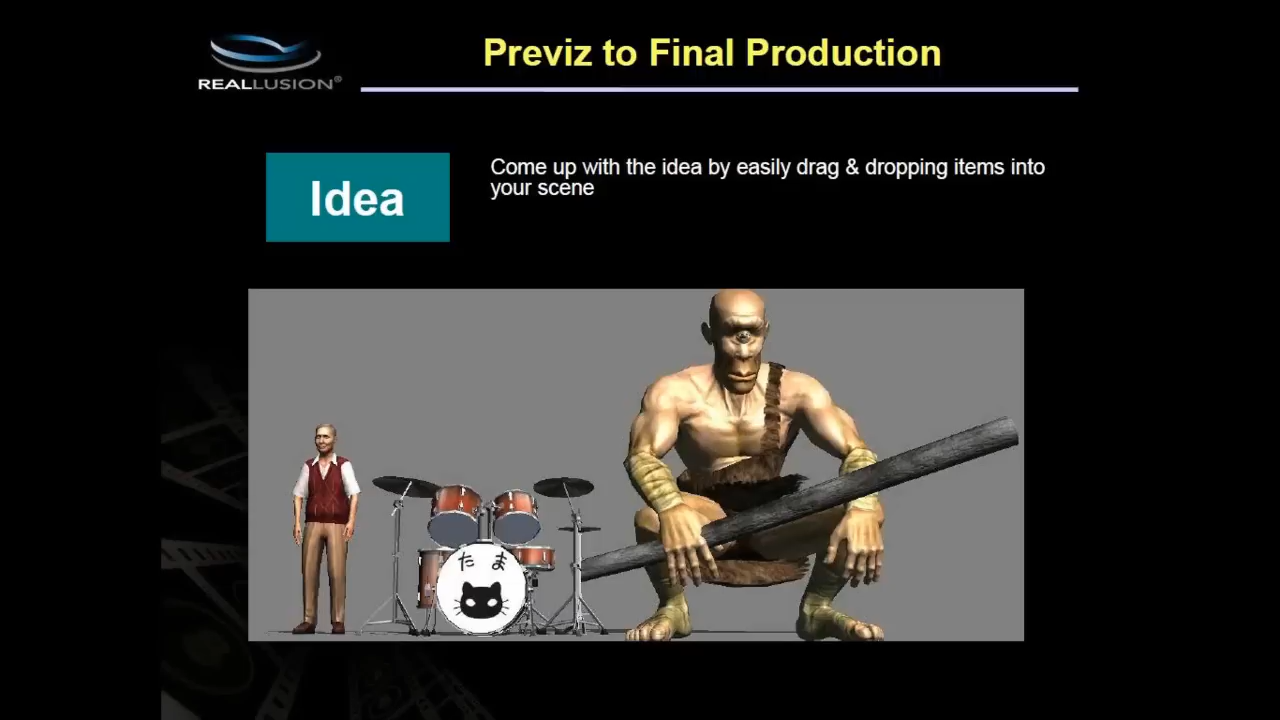 Previz to Final Production
REALLUSION®
Idea
Come up with the idea by easily drag & dropping items into
your scene
たま